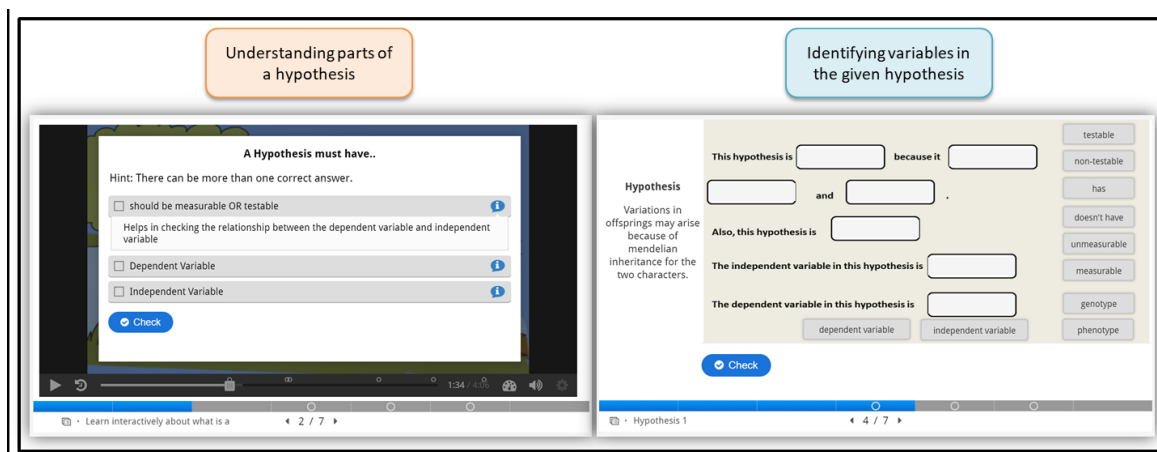 Understanding parts of
a hypothesis
Identifying variables in
the given hypothesis
A Hypothesis must have..
Hint: There can be more than one correct answer.
should be measurable OR testable
Helps in checking the relationship between the dependent variable and independent
variable
Dependent Variable
Independent Variable
Check
1:34 / 4:06
Learn interactively about what is a
2 / 7
Hypothesis
Variations in
offsprings may arise
because of
mendelian
inheritance for the
two characters.
This hypothesis is because it
and .
Also, this hypothesis is
The independent variable in this hypothesis is
The dependent variable in this hypothesis is
dependent variable independent variable
testable
non-testable
has
doesn't have
unmeasurable
measurable
genotype
phenotype
Check
Hypothesis 1
4 / 7